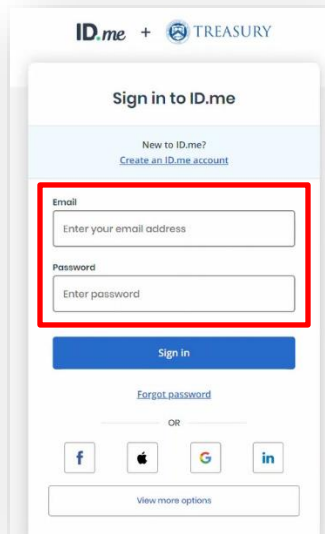 ID.me + TREASURY
Sign in to ID.me
New to ID.me?
Create an ID.me account
Email
Enter your email address
Password
Enter password
Sign in
Forgot password
OR
f G in
View more options